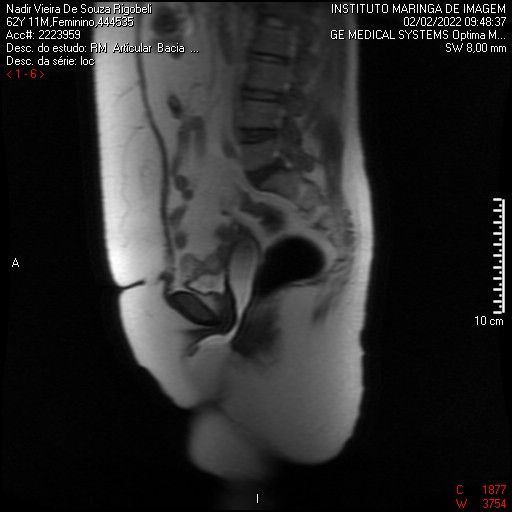 Nadir Vieira De Souza Rigobeli
62Y 11M,Feminino,444535
Acc#: 2223959
Desc. do estudo: RM Articular Bacia ...
Desc. da série: loc
< 1 - 6 >
INSTITUTO MARINGA DE IMAGEM
02/02/2022 09:48:37
GE MEDICAL SYSTEMS Optima M...
SW 8,00 mm
A
10 cm
I
C 1877
W 3754